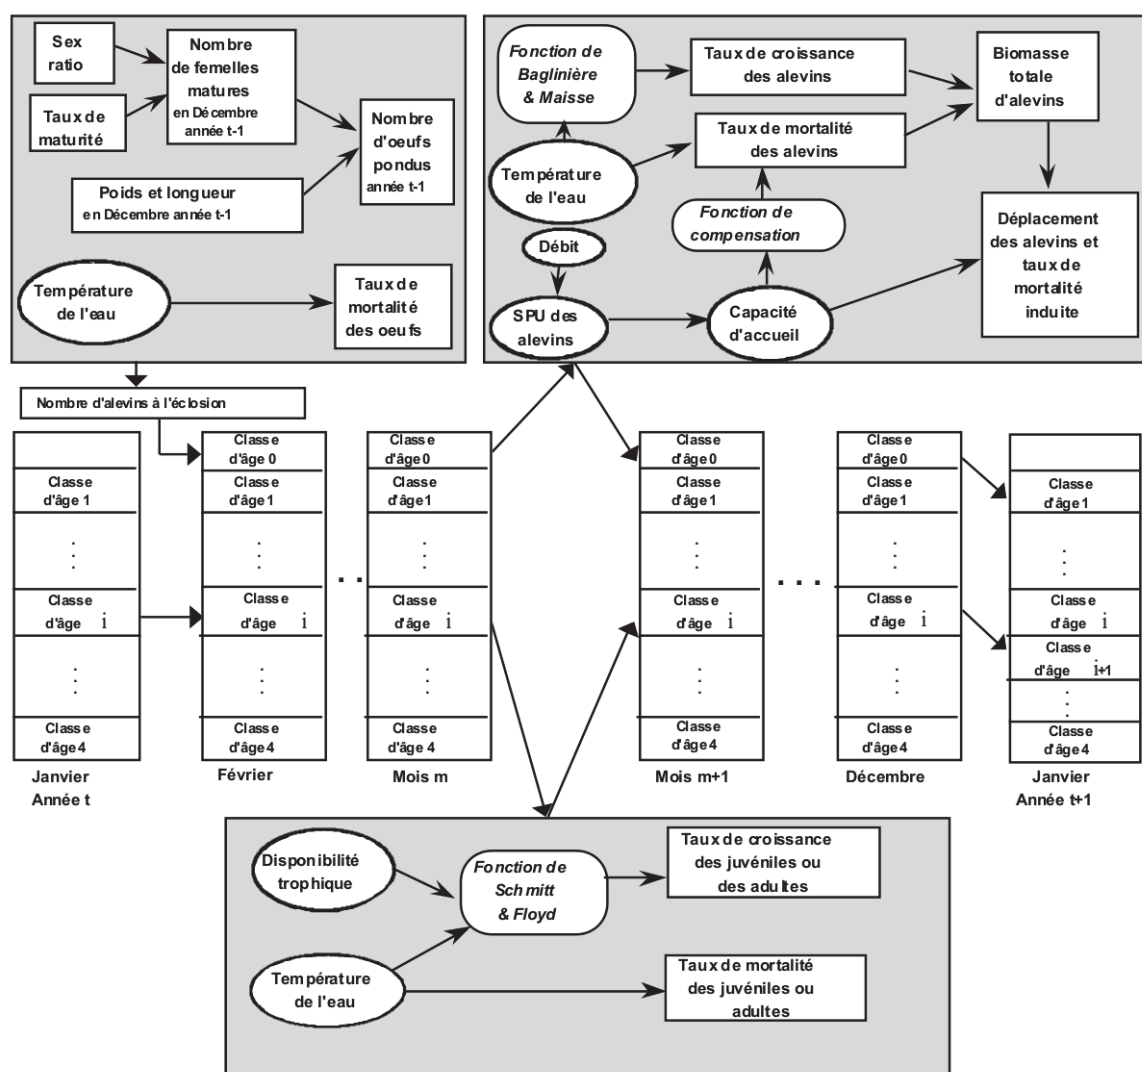 Sex
ratio
Taux de
maturité
Nombre
de femelles
matures
en Décembre
année t-1
Nombre
d'oeufs
pondus
année t-1
Poids et longueur
en Décembre année t-1
Température
de l'eau
Taux de
mortalité
des oeufs
Fonction de
Baglinière
& Maisse
Taux de croissance
des alevins
Biomasse
totale
d'alevins
Taux de mortalité
des alevins
Température
de l'eau
Fonction de
compensation
Débit
SPU des
alevins
Capacité
d'accueil
Déplacement
des alevins et
taux de
mortalité
induite
Nombre d'alevins à l'éclosion
Classe
d'âge 1
⋮
Classe
d'âge i
⋮
Classe
d'âge 4
Janvier
Année t
Classe
d'âge 0
Classe
d'âge 1
⋮
Classe
d'âge i
⋮
Classe
d'âge 4
Février
. .
Classe
d'âge 0
Classe
d'âge 1
⋮
Classe
d'âge i
⋮
Classe
d'âge 4
Mois m
Classe
d'âge 0
Classe
d'âge 1
⋮
Classe
d'âge i
⋮
Classe
d'âge 4
Mois m+1
. . .
Classe
d'âge 0
Classe
d'âge 1
⋮
Classe
d'âge i
⋮
Classe
d'âge 4
Décembre
Classe
d'âge 1
⋮
Classe
d'âge i
Classe
d'âge i+1
⋮
Classe
d'âge 4
Janvier
Année t+1
Disponibilité
trophique
Fonction de
Schmitt
& Floyd
Taux de croissance
des juvéniles ou
des adultes
Température
de l'eau
Taux de mortalité
des juvéniles ou
adultes